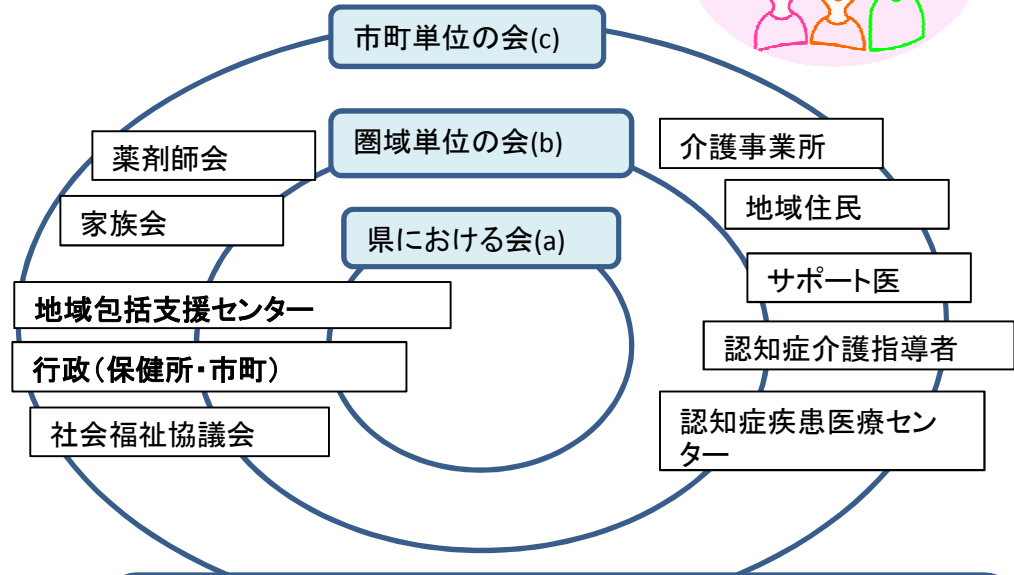 市町単位の会(c)
圏域単位の会(b)
県における会(a)
薬剤師会
家族会
地域包括支援センター
行政（保健所・市町）
社会福祉協議会
介護事業所
地域住民
サポート医
認知症介護指導者
認知症疾患医療セン
ター